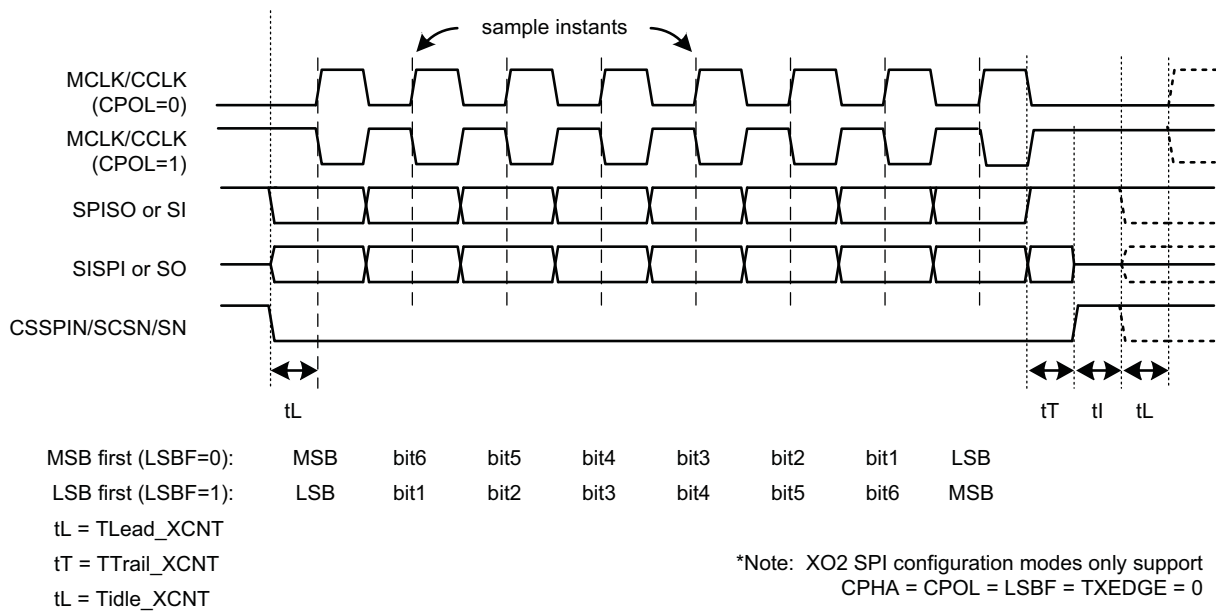 sample instants
MCLK/CCLK
(CPOL=0)
MCLK/CCLK
(CPOL=1)
SPISO or SI
SISPI or SO
CSSPIN/SCSN/SN
tL tT tI tL
MSB first (LSBF=0): MSB bit6 bit5 bit4 bit3 bit2 bit1 LSB
LSB first (LSBF=1): LSB bit1 bit2 bit3 bit4 bit5 bit6 MSB
tL = TLead_XCNT
tT = TTrail_XCNT
tL = Tidle_XCNT
*Note: XO2 SPI configuration modes only support
CPHA = CPOL = LSBF = TXEDGE = 0